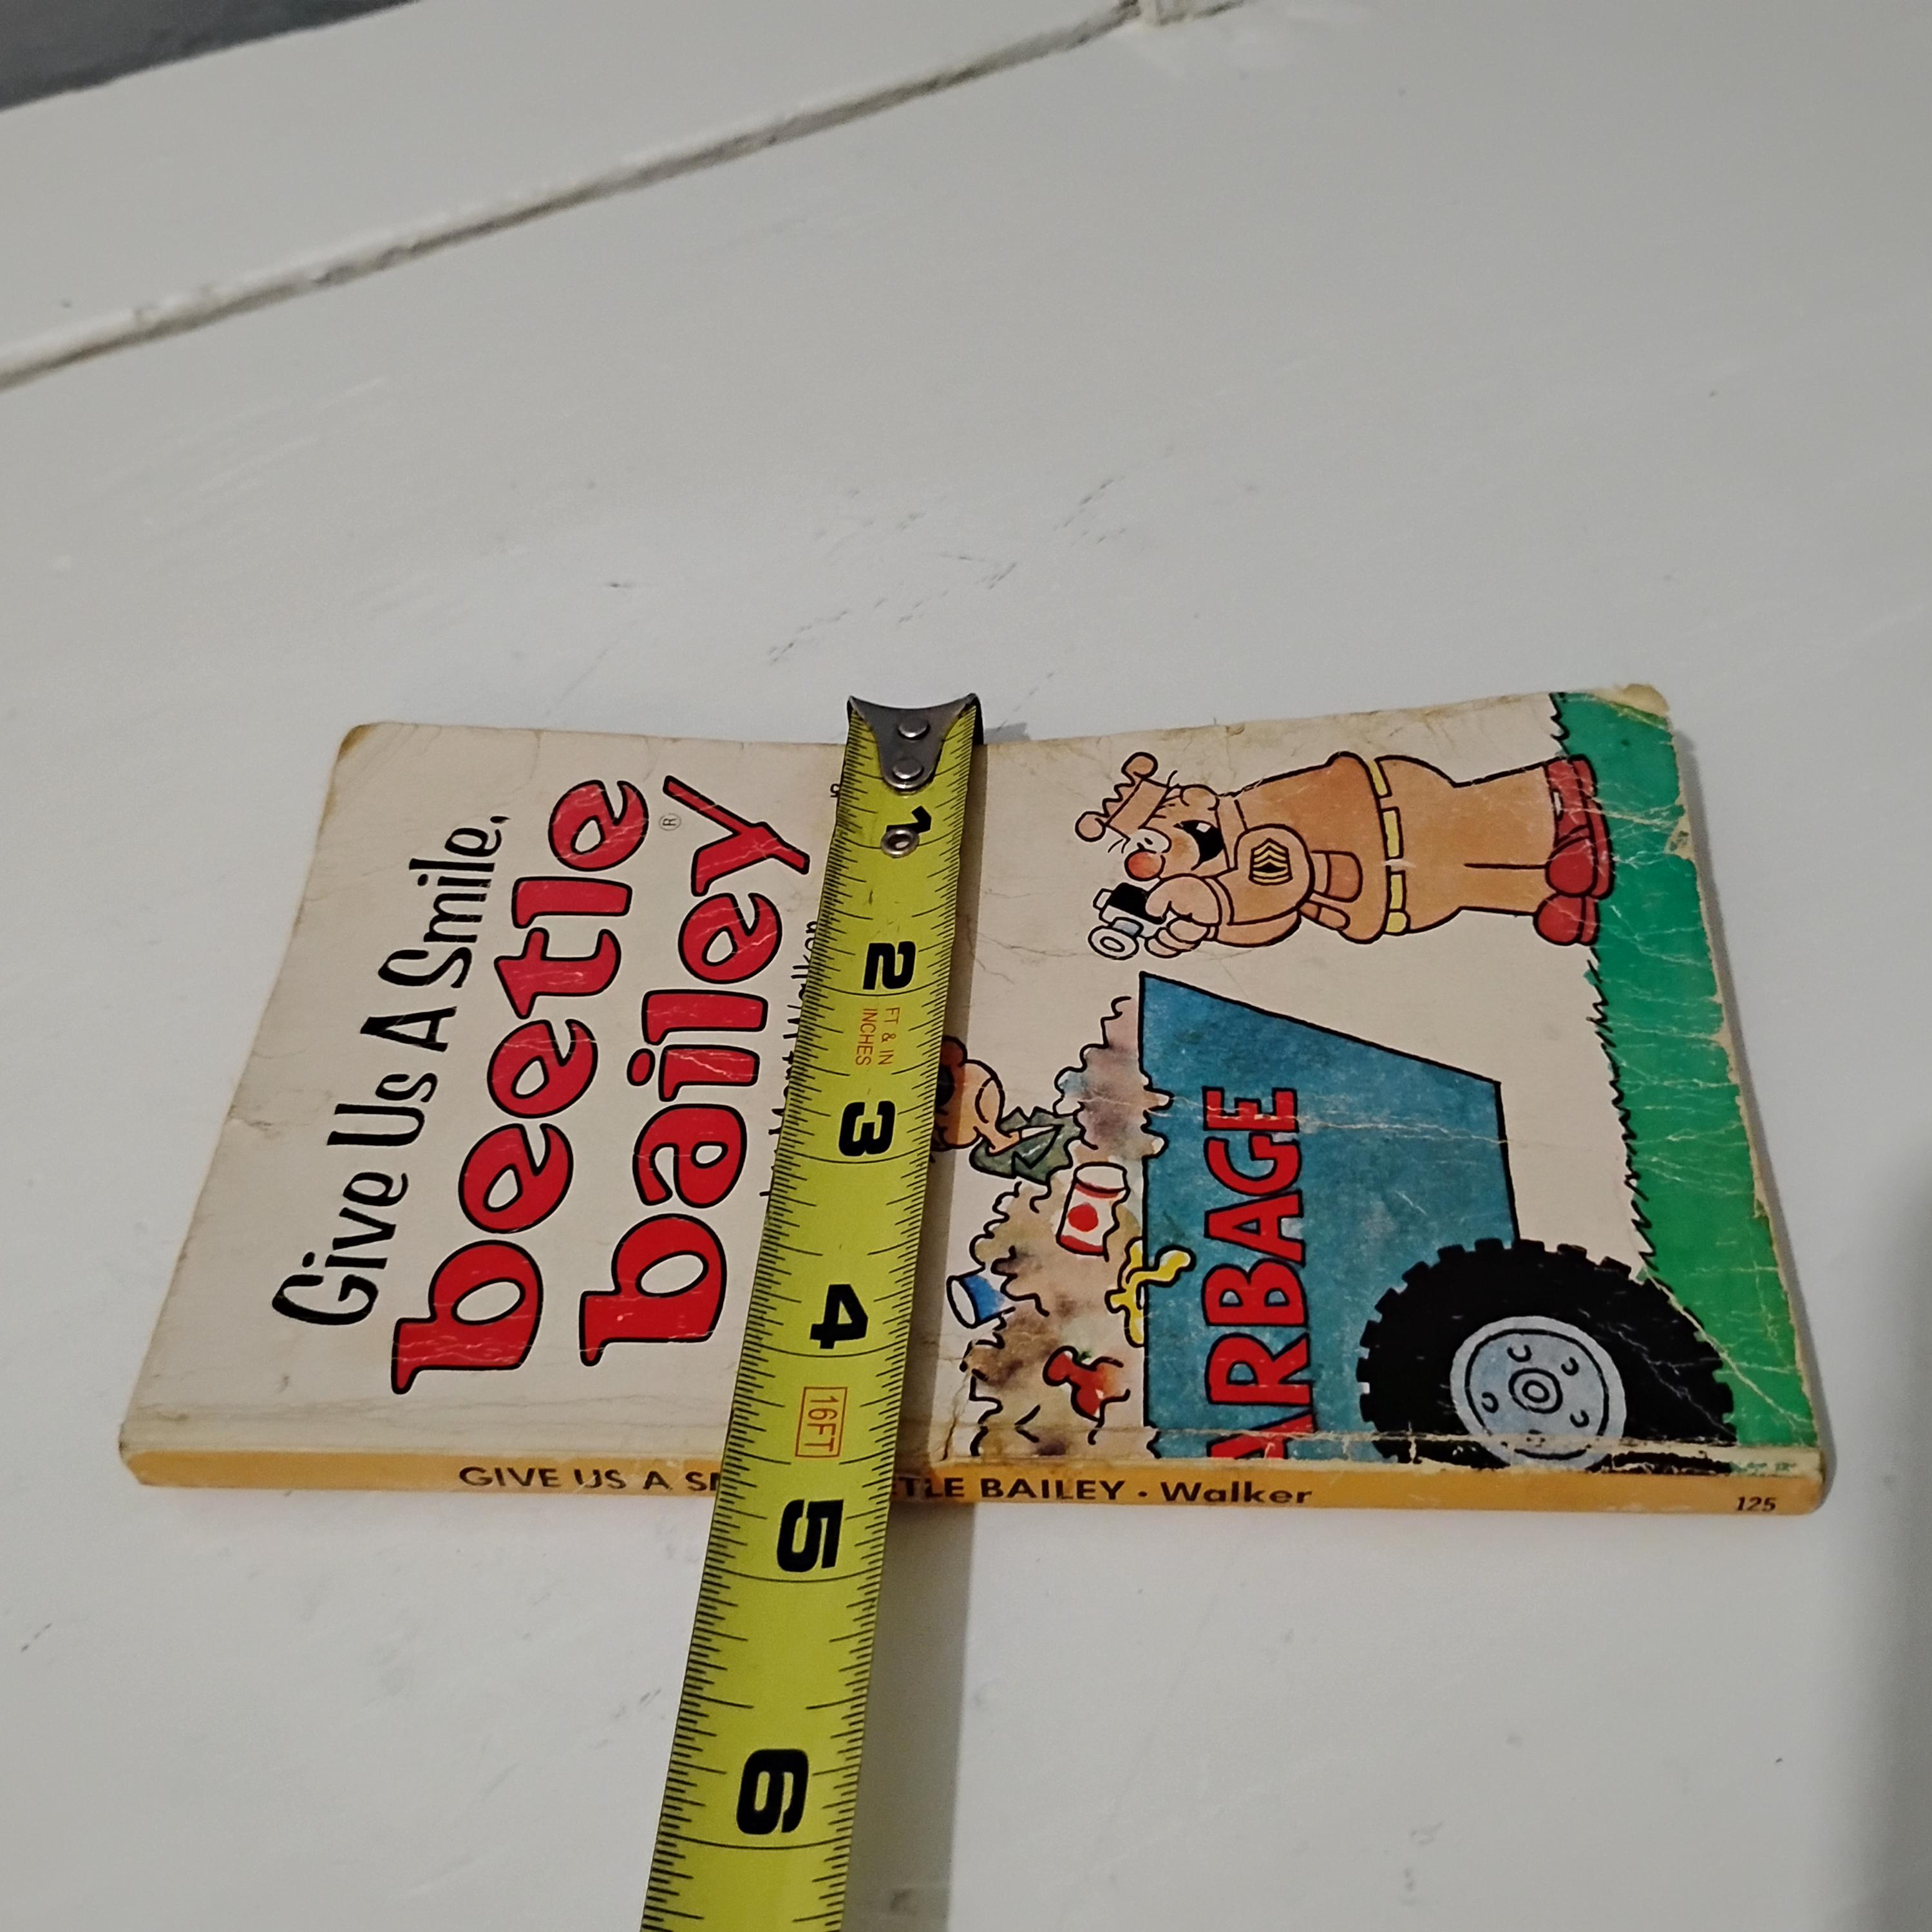 Give Us A Smile,
beetle
bailey®
ARBAGE
GIVE US A S TLE BAILEY • Walker
125
1
2
FT & IN
INCHES
3
4
16FT
5
6